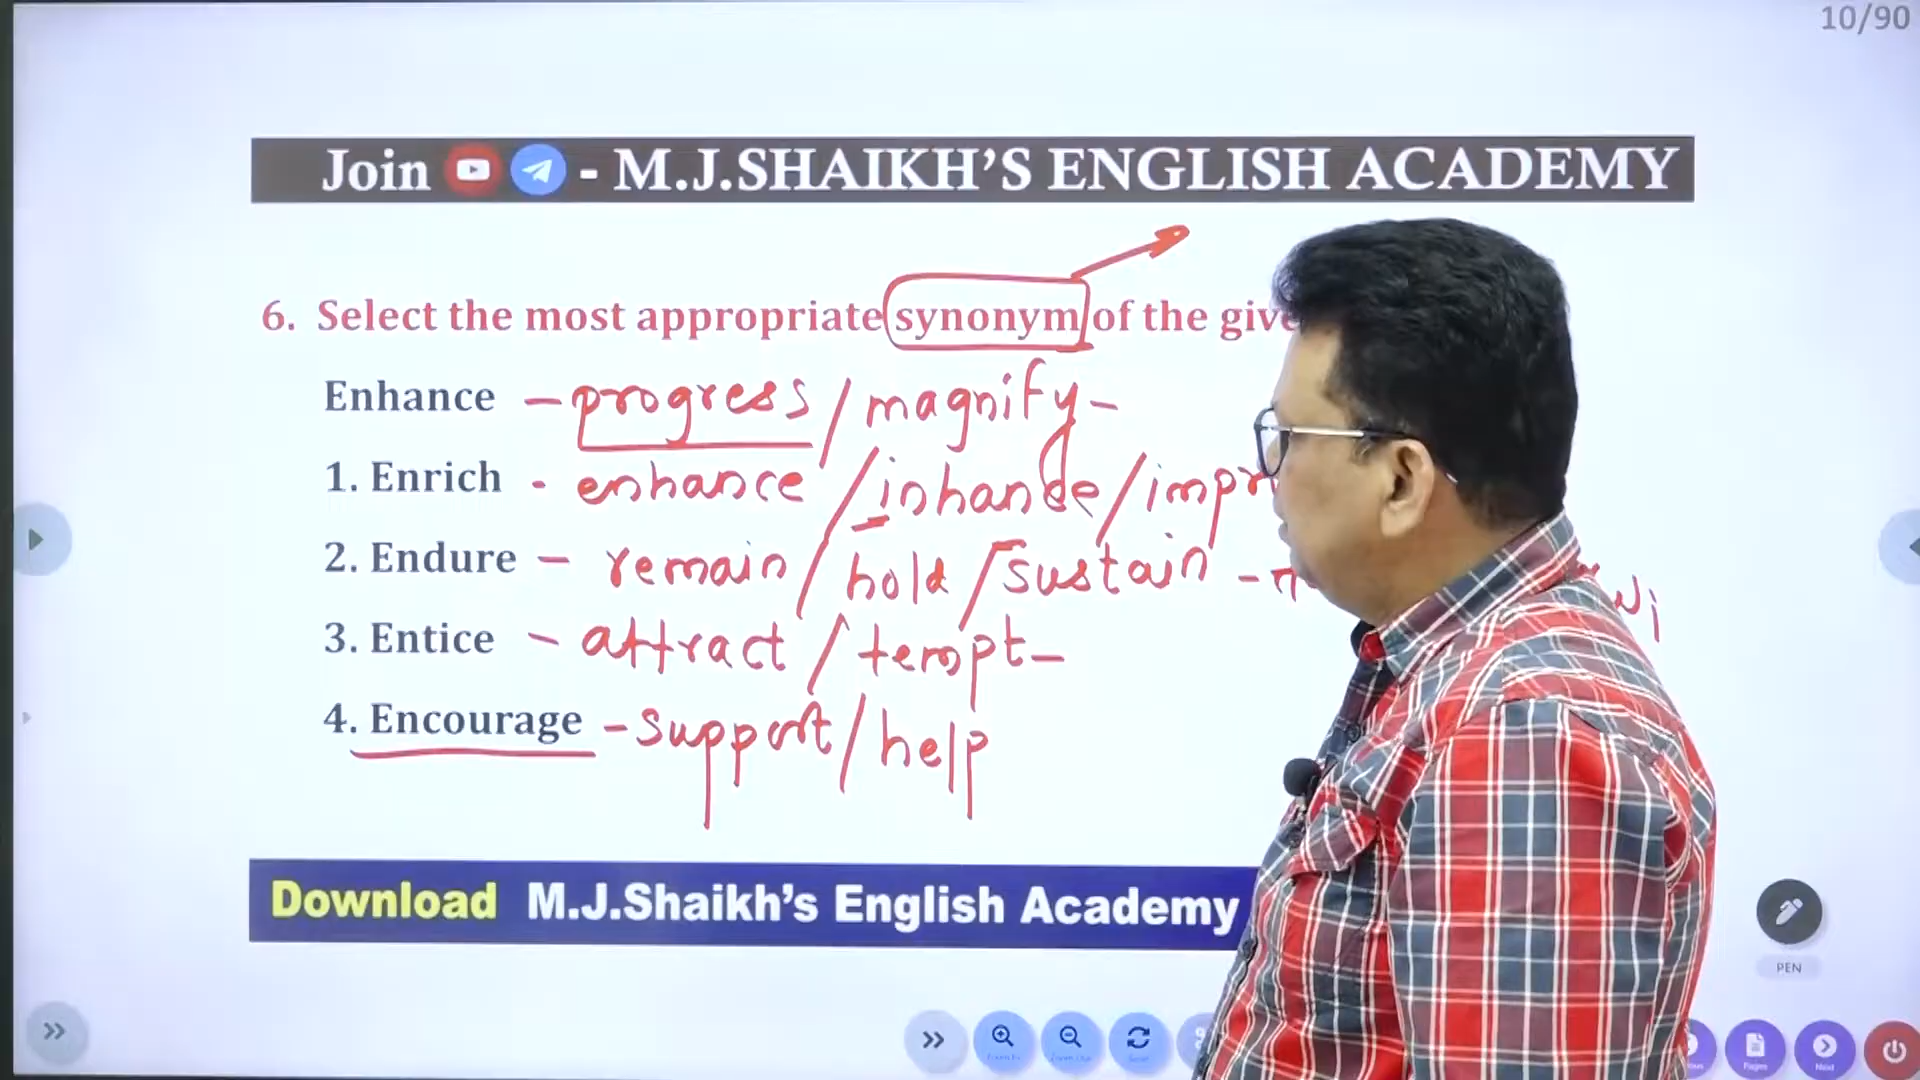 10/90
Join - M.J.SHAIKH'S ENGLISH ACADEMY
6. Select the most appropriate synonym of the give
Enhance – progress / magnify –
1. Enrich - enhance / inhance / impr
2. Endure – remain / hold / sustain –
3. Entice – attract / tempt –
4. Encourage – support / help
Download M.J.Shaikh's English Academy
PEN
Pages Next